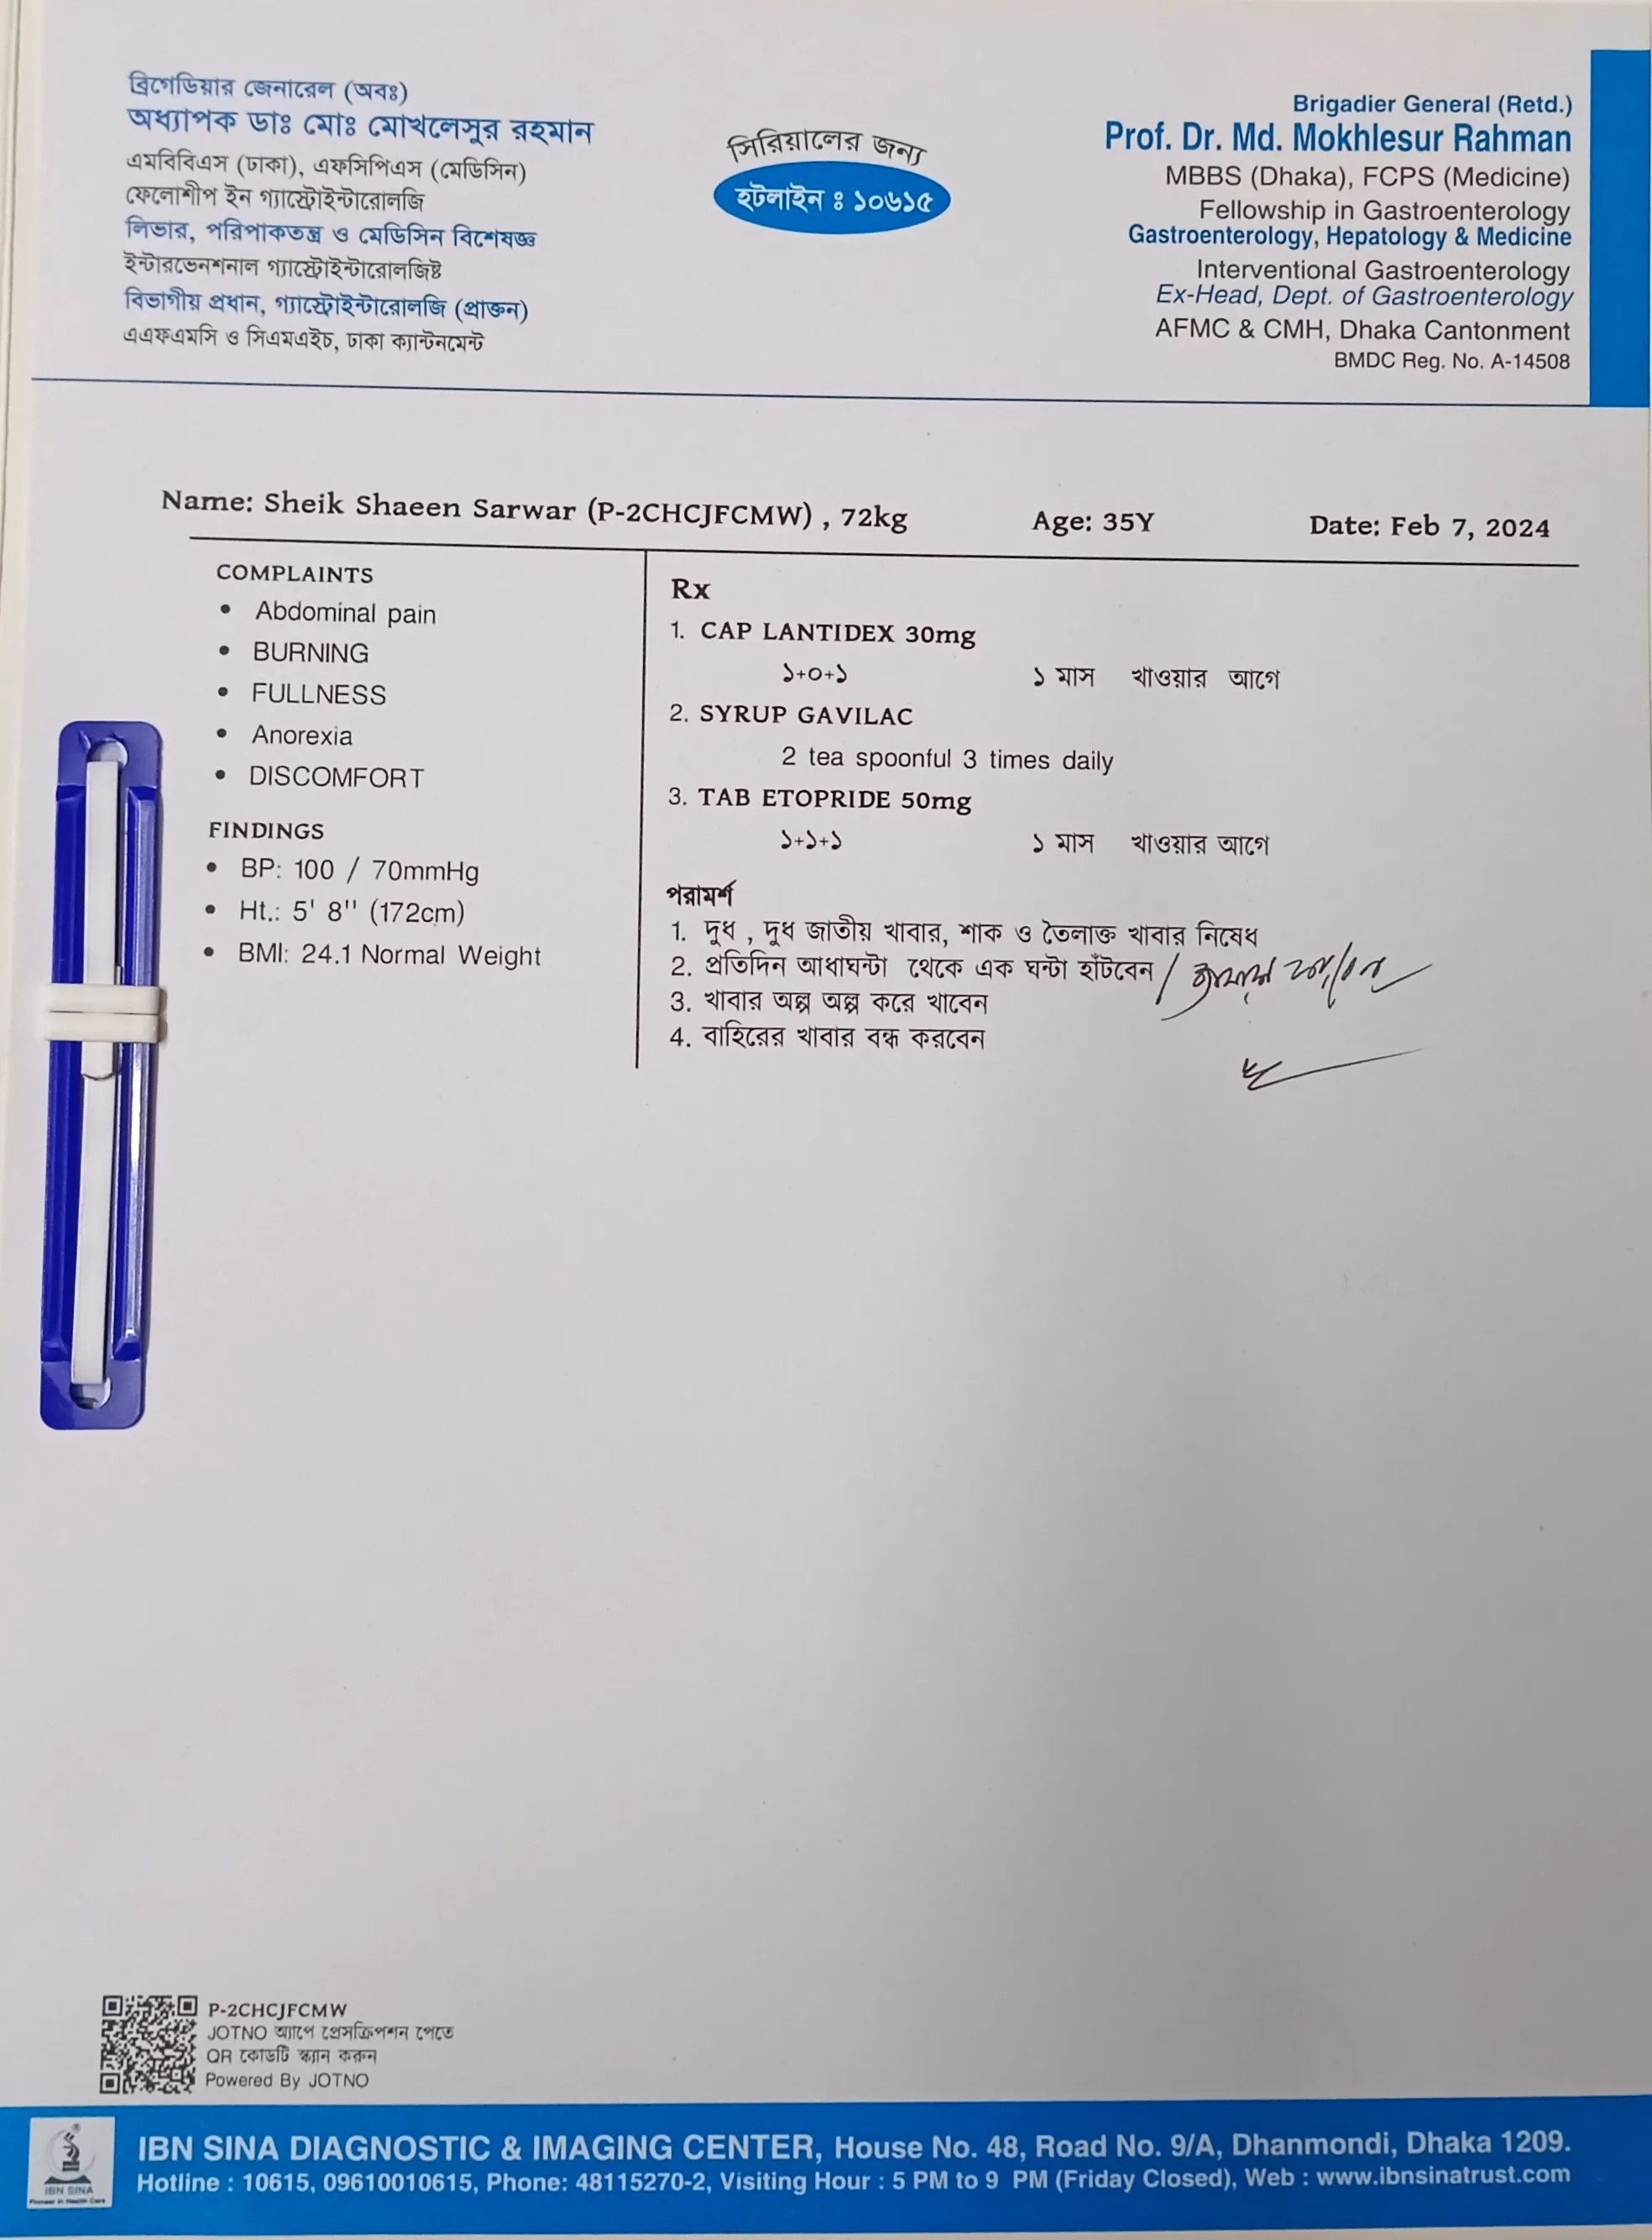 ব্রিগেডিয়ার জেনারেল (অবঃ)
অধ্যাপক ডাঃ মোঃ মোখলেসুর রহমান
এমবিবিএস (ঢাকা), এফসিপিএস (মেডিসিন)
ফেলোশীপ ইন গ্যাস্ট্রোইন্টারোলজি
লিভার, পরিপাকতন্ত্র ও মেডিসিন বিশেষজ্ঞ
ইন্টারভেনশনাল গ্যাস্ট্রোইন্টারোলজিষ্ট
বিভাগীয় প্রধান, গ্যাস্ট্রোইন্টারোলজি (প্রাক্তন)
এএফএমসি ও সিএমএইচ, ঢাকা ক্যান্টনমেন্ট
সিরিয়ালের জন্য
হটলাইন ঃ ১০৬১৫
Brigadier General (Retd.)
Prof. Dr. Md. Mokhlesur Rahman
MBBS (Dhaka), FCPS (Medicine)
Fellowship in Gastroenterology
Gastroenterology, Hepatology & Medicine
Interventional Gastroenterology
Ex-Head, Dept. of Gastroenterology
AFMC & CMH, Dhaka Cantonment
BMDC Reg. No. A-14508
Name: Sheik Shaeen Sarwar (P-2CHCJFCMW) , 72kg Age: 35Y Date: Feb 7, 2024
COMPLAINTS
• Abdominal pain
• BURNING
• FULLNESS
• Anorexia
• DISCOMFORT
FINDINGS
• BP: 100 / 70mmHg
• Ht.: 5' 8'' (172cm)
• BMI: 24.1 Normal Weight
Rx
1. CAP LANTIDEX 30mg
১+০+১ ১ মাস খাওয়ার আগে
2. SYRUP GAVILAC
2 tea spoonful 3 times daily
3. TAB ETOPRIDE 50mg
১+১+১ ১ মাস খাওয়ার আগে
পরামর্শ
1. দুধ , দুধ জাতীয় খাবার, শাক ও তৈলাক্ত খাবার নিষেধ
2. প্রতিদিন আধাঘন্টা থেকে এক ঘন্টা হাঁটবেন /
3. খাবার অল্প অল্প করে খাবেন
4. বাহিরের খাবার বন্ধ করবেন
P-2CHCJFCMW
JOTNO অ্যাপে প্রেসক্রিপশন পেতে
QR কোডটি স্ক্যান করুন
Powered By JOTNO
IBN SINA
Pioneer in Health Care
IBN SINA DIAGNOSTIC & IMAGING CENTER, House No. 48, Road No. 9/A, Dhanmondi, Dhaka 1209.
Hotline : 10615, 09610010615, Phone: 48115270-2, Visiting Hour : 5 PM to 9 PM (Friday Closed), Web : www.ibnsinatrust.com